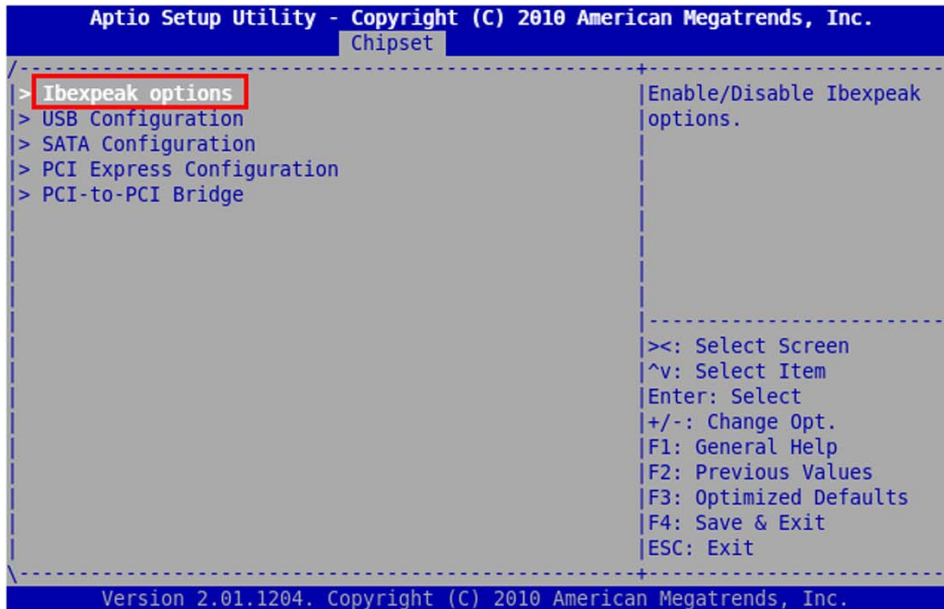 Aptio Setup Utility - Copyright (C) 2010 American Megatrends, Inc.
Chipset
> Ibexpeak options
> USB Configuration
> SATA Configuration
> PCI Express Configuration
> PCI-to-PCI Bridge
Enable/Disable Ibexpeak
options.
><: Select Screen
^v: Select Item
Enter: Select
+/-: Change Opt.
F1: General Help
F2: Previous Values
F3: Optimized Defaults
F4: Save & Exit
ESC: Exit
Version 2.01.1204. Copyright (C) 2010 American Megatrends, Inc.